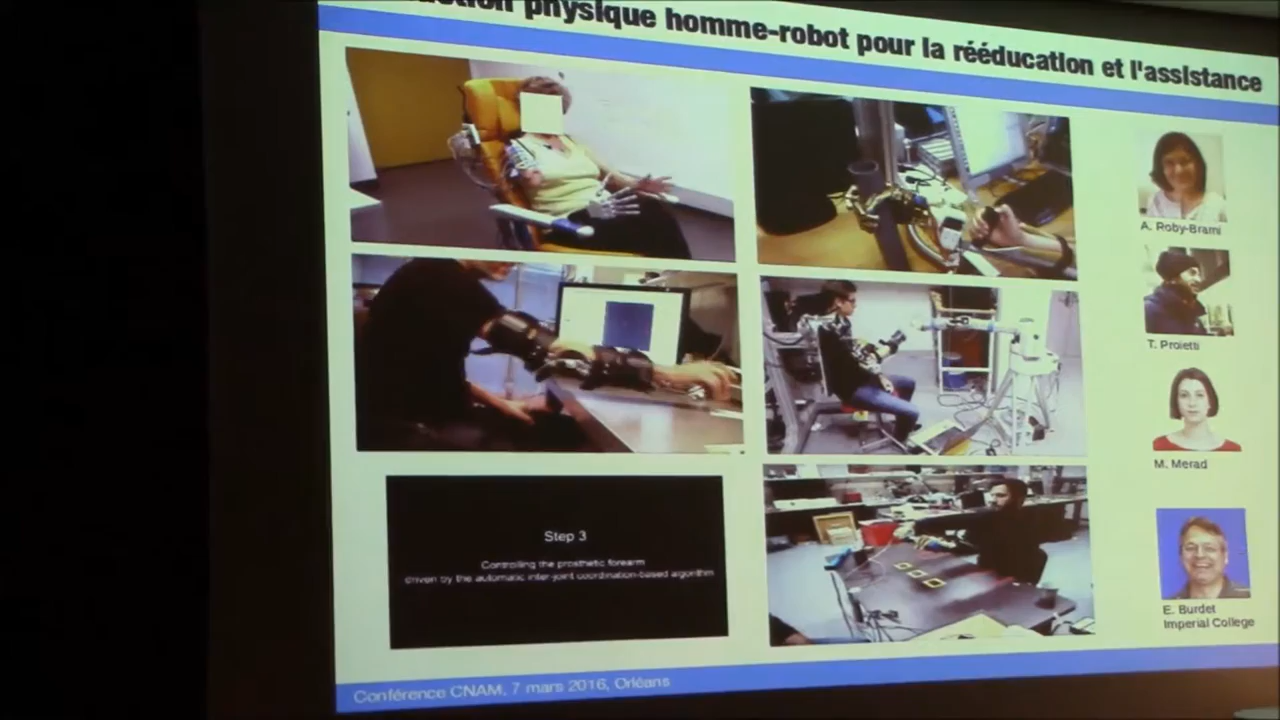 physique homme-robot pour la rééducation et l'assistance
A. Roby-Brami
T. Proietti
M. Merad
E. Burdet
Imperial College
Step 3
Controlling the prosthetic forearm
driven by the automatic inter-joint coordination-based algorithm
Conférence CNAM, 7 mars 2016, Orléans